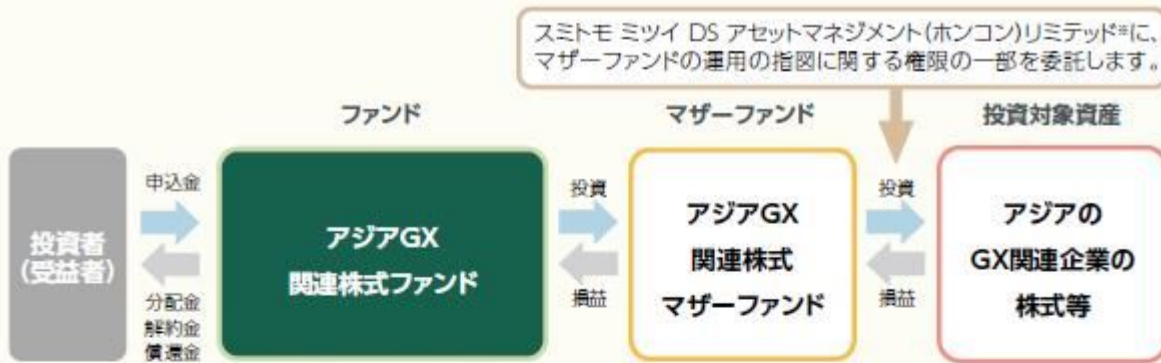 スミトモ ミツイ DS アセットマネジメント(ホンコン)リミテッド※に、
マザーファンドの運用の指図に関する権限の一部を委託します。
ファンド
マザーファンド
投資対象資産
投資者
(受益者)
申込金
分配金
解約金
償還金
アジアGX
関連株式ファンド
投資
損益
アジアGX
関連株式
マザーファンド
投資
損益
アジアの
GX関連企業の
株式等